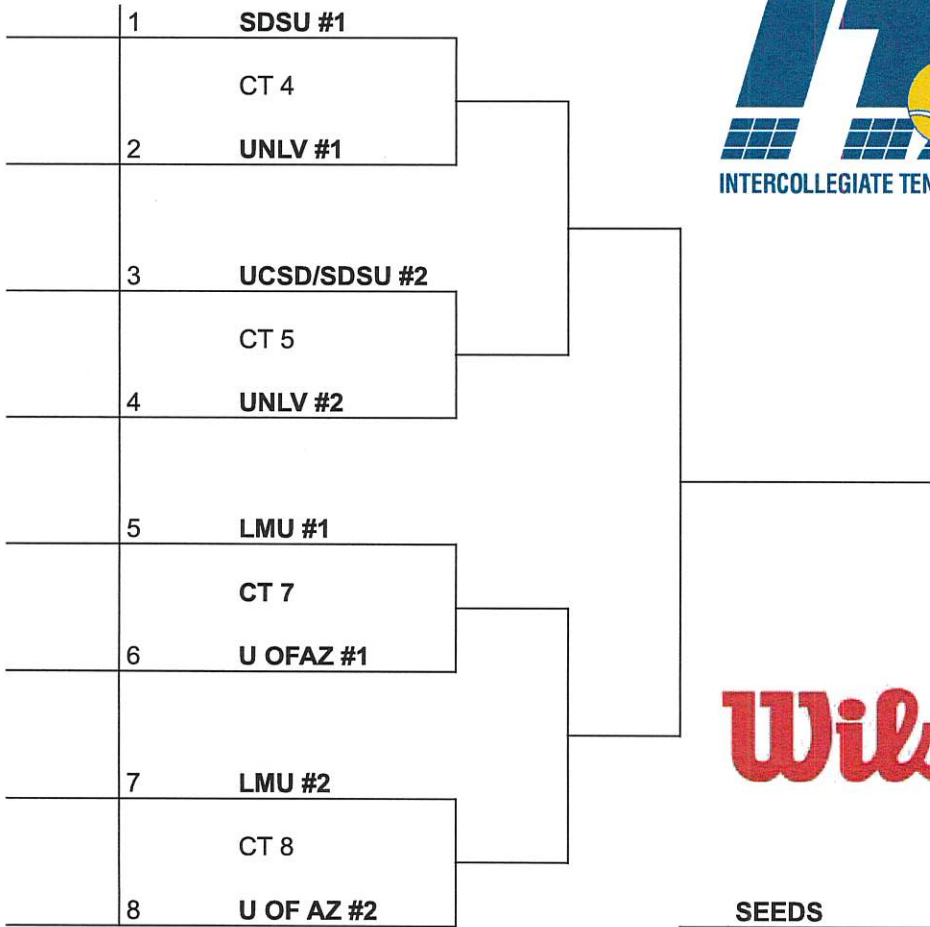 1 SDSU #1
CT 4
2 UNLV #1
INTERCOLLEGIATE TEN
3 UCSD/SDSU #2
CT 5
4 UNLV #2
5 LMU #1
CT 7
6 U OFAZ #1
7 LMU #2
Wils
CT 8
8 U OF AZ #2
SEEDS